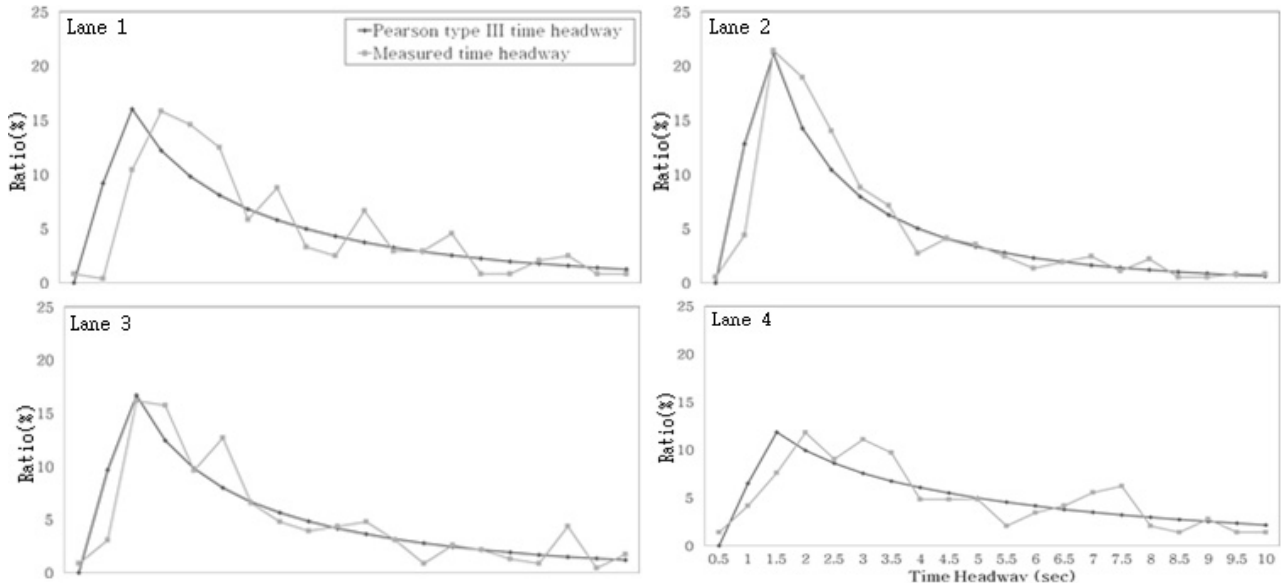 25
Lane 1
Pearson type III time headway
Measured time headway
20
15
10
5
0
Ratio(%)
25
Lane 2
20
15
10
5
0
Ratio(%)
25
Lane 3
20
15
10
5
0
Ratio(%)
25
Lane 4
20
15
10
5
0
Ratio(%)
0.5 1 1.5 2 2.5 3 3.5 4 4.5 5 5.5 6 6.5 7 7.5 8 8.5 9 9.5 10
Time Headway (sec)